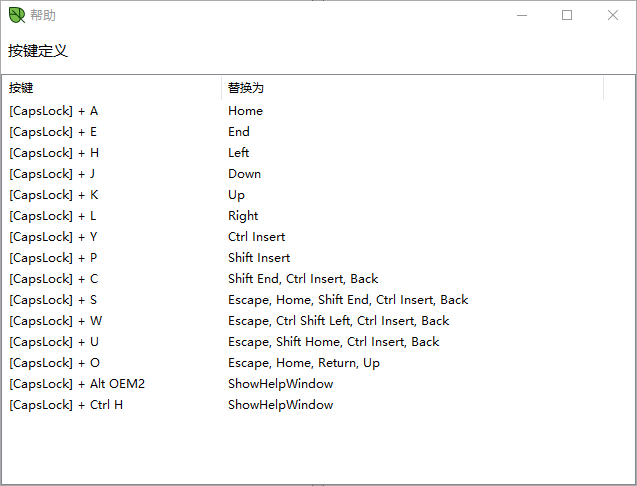 帮助
按键定义
按键 替换为
[CapsLock] + A Home
[CapsLock] + E End
[CapsLock] + H Left
[CapsLock] + J Down
[CapsLock] + K Up
[CapsLock] + L Right
[CapsLock] + Y Ctrl Insert
[CapsLock] + P Shift Insert
[CapsLock] + C Shift End, Ctrl Insert, Back
[CapsLock] + S Escape, Home, Shift End, Ctrl Insert, Back
[CapsLock] + W Escape, Ctrl Shift Left, Ctrl Insert, Back
[CapsLock] + U Escape, Shift Home, Ctrl Insert, Back
[CapsLock] + O Escape, Home, Return, Up
[CapsLock] + Alt OEM2 ShowHelpWindow
[CapsLock] + Ctrl H ShowHelpWindow